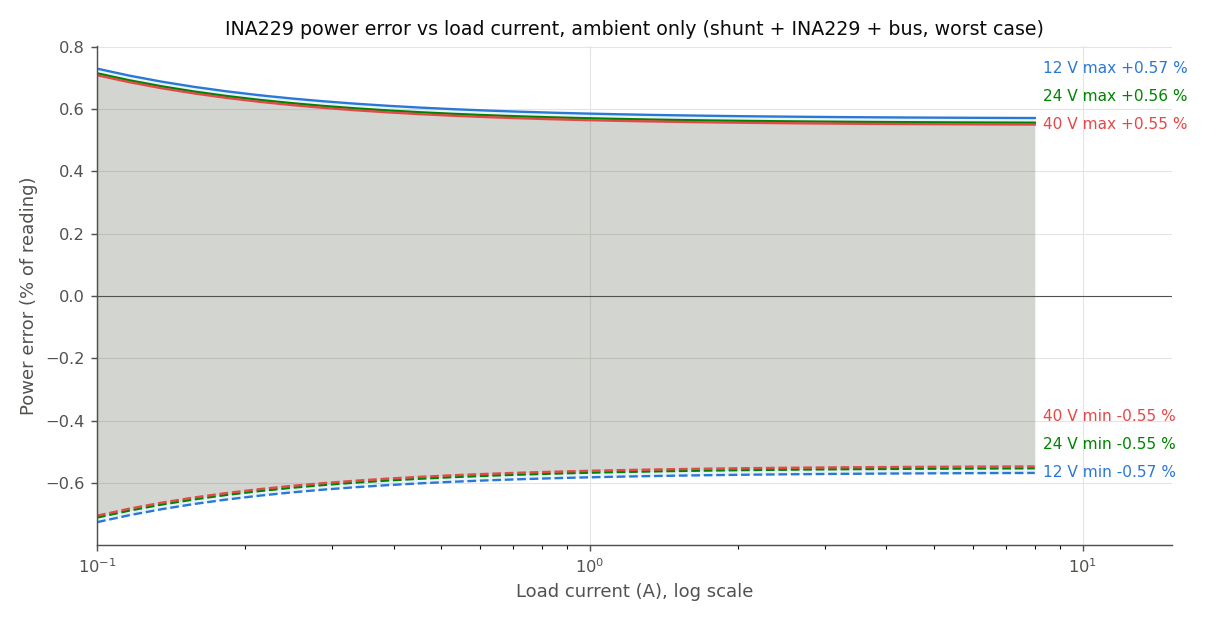 INA229 power error vs load current, ambient only (shunt + INA229 + bus, worst case)
Power error (% of reading)
0.8
0.6
0.4
0.2
0.0
−0.2
−0.4
−0.6
12 V max +0.57 %
24 V max +0.56 %
40 V max +0.55 %
40 V min -0.55 %
24 V min -0.55 %
12 V min -0.57 %
10⁻¹
10⁰
10¹
Load current (A), log scale